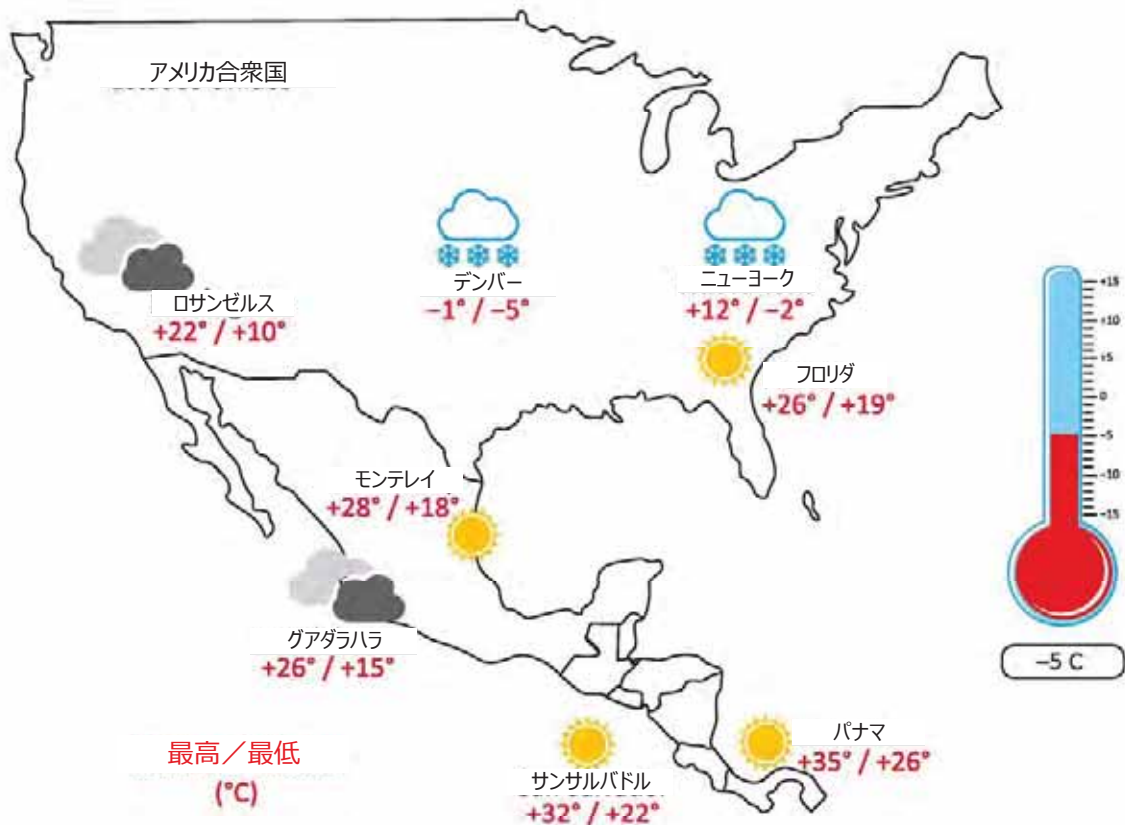 アメリカ合衆国
デンバー
−1° / −5°
ニューヨーク
+12° / −2°
ロサンゼルス
+22° / +10°
フロリダ
+26° / +19°
モンテレイ
+28° / +18°
グアダラハラ
+26° / +15°
サンサルバドル
+32° / +22°
パナマ
+35° / +26°
最高／最低
(°C)
+15
+10
+5
0
−5
−10
−15
−5 C